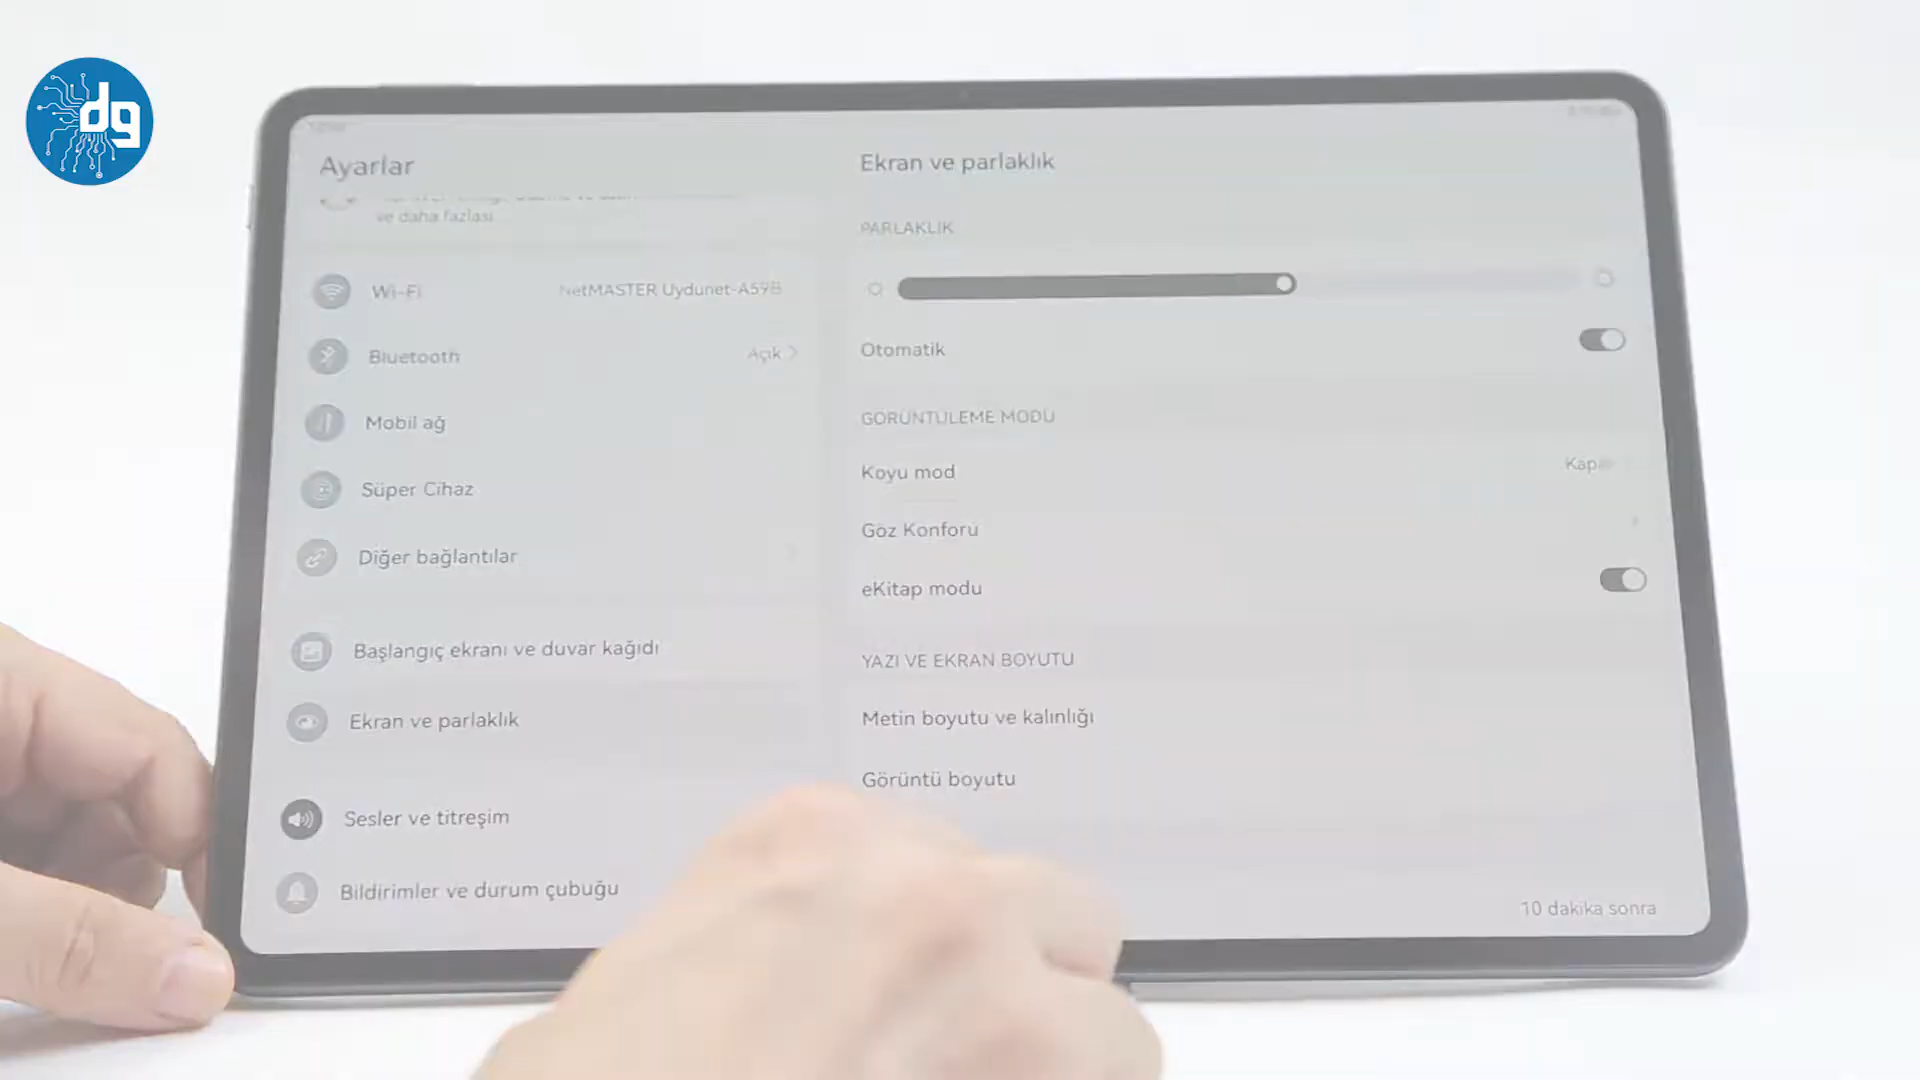 dg
Ayarlar
ve daha fazlası
Wi-Fi
NetMASTER Uydunet-A59B
Bluetooth
Açık
Mobil ağ
Süper Cihaz
Diğer bağlantılar
Başlangıç ekranı ve duvar kağıdı
Ekran ve parlaklık
Sesler ve titreşim
Bildirimler ve durum çubuğu
Ekran ve parlaklık
PARLAKLIK
Otomatik
GÖRÜNTÜLEME MODU
Koyu mod
Kapalı
Göz Konforu
eKitap modu
YAZI VE EKRAN BOYUTU
Metin boyutu ve kalınlığı
Görüntü boyutu
10 dakika sonra